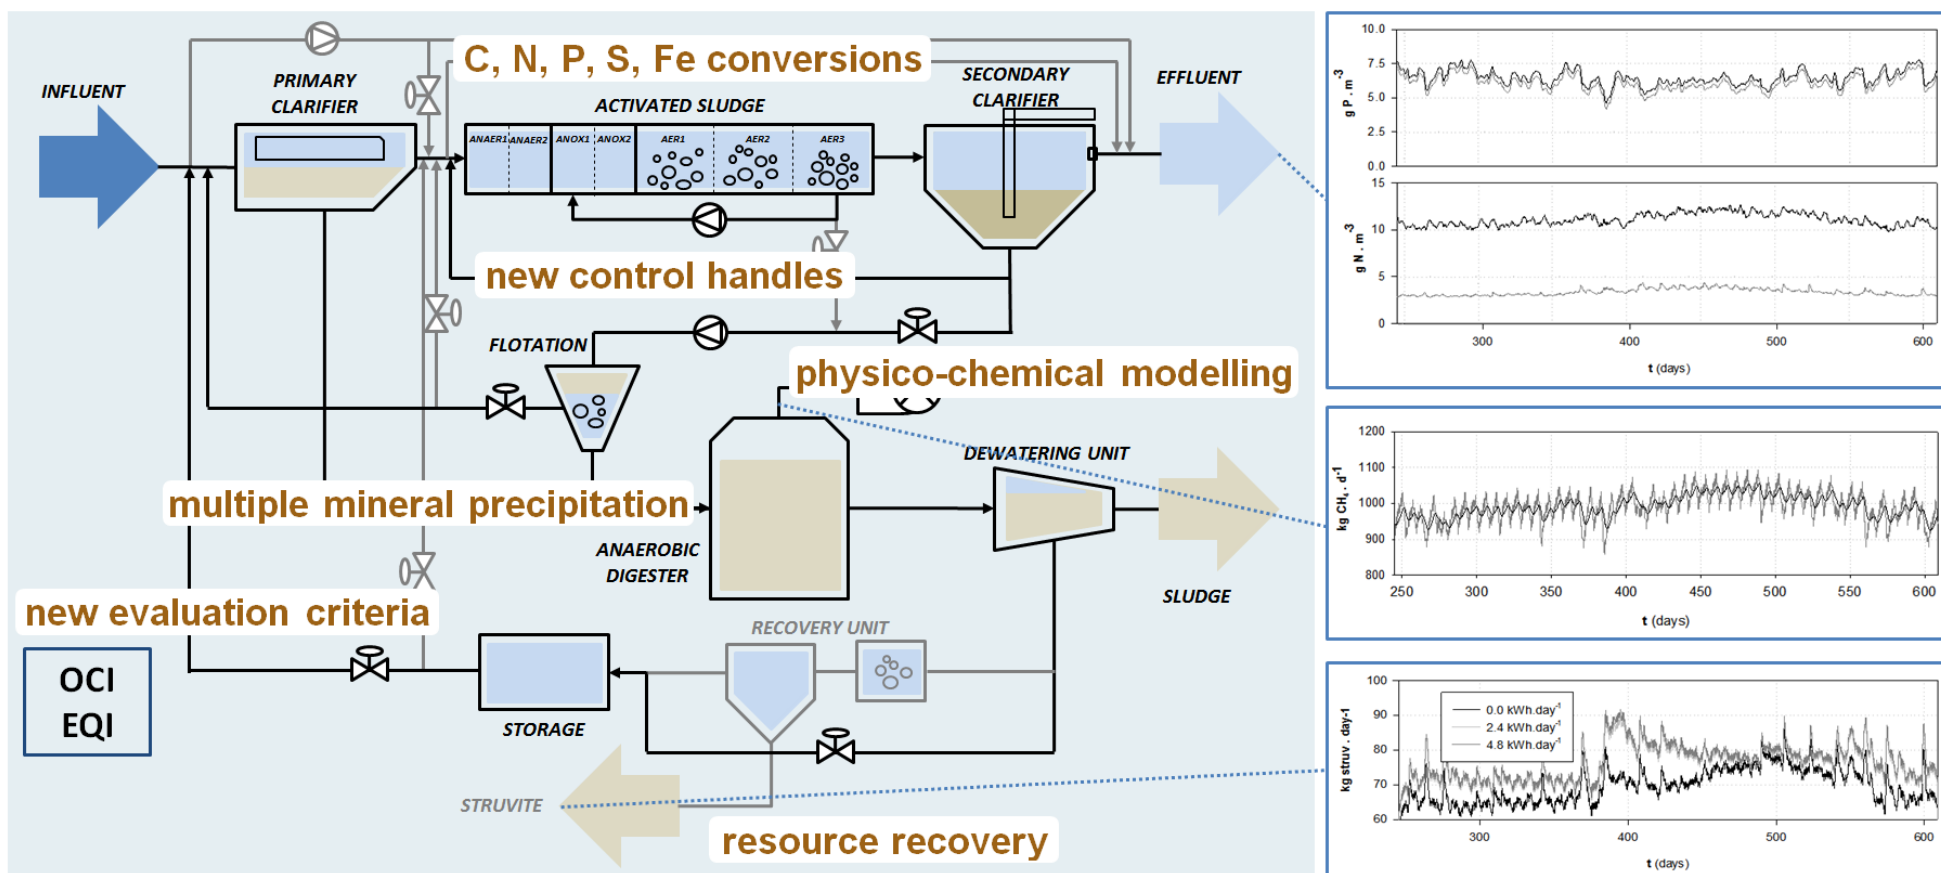 C, N, P, S, Fe conversions
INFLUENT
PRIMARY
CLARIFIER
ACTIVATED SLUDGE
SECONDARY
CLARIFIER
EFFLUENT
ANAER1
ANAER2
ANOX1
ANOX2
AER1
AER2
AER3
new control handles
FLOTATION
physico-chemical modelling
DEWATERING UNIT
multiple mineral precipitation
ANAEROBIC
DIGESTER
SLUDGE
new evaluation criteria
OCI
EQI
RECOVERY UNIT
STORAGE
STRUVITE
resource recovery
g P. m-3
10.0
7.5
5.0
2.5
0.0
g N. m-3
15
10
5
0
300
400
500
600
t (days)
kg CH4. d-1
1200
1100
1000
900
800
250
300
350
400
450
500
550
600
t (days)
kg struv. day-1
100
90
80
70
60
0.0 kWh.day-1
2.4 kWh.day-1
4.8 kWh.day-1
300
400
500
600
t (days)